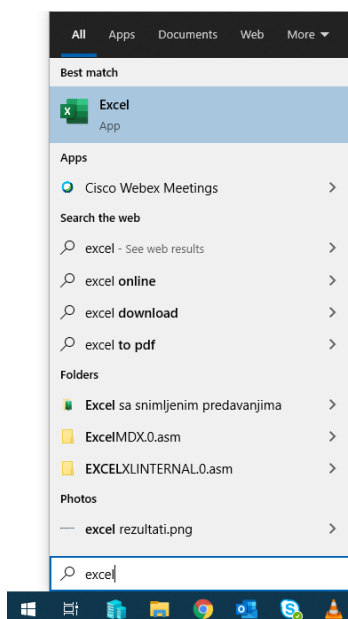 All Apps Documents Web More
Best match
Excel
App
Apps
Cisco Webex Meetings
Search the web
excel - See web results
excel online
excel download
excel to pdf
Folders
Excel sa snimljenim predavanjima
ExcelMDX.0.asm
EXCELXLINTERNAL.0.asm
Photos
excel rezultati.png
excel